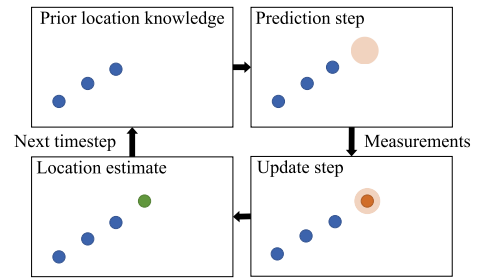 Prior location knowledge
Prediction step
Next timestep
Measurements
Location estimate
Update step